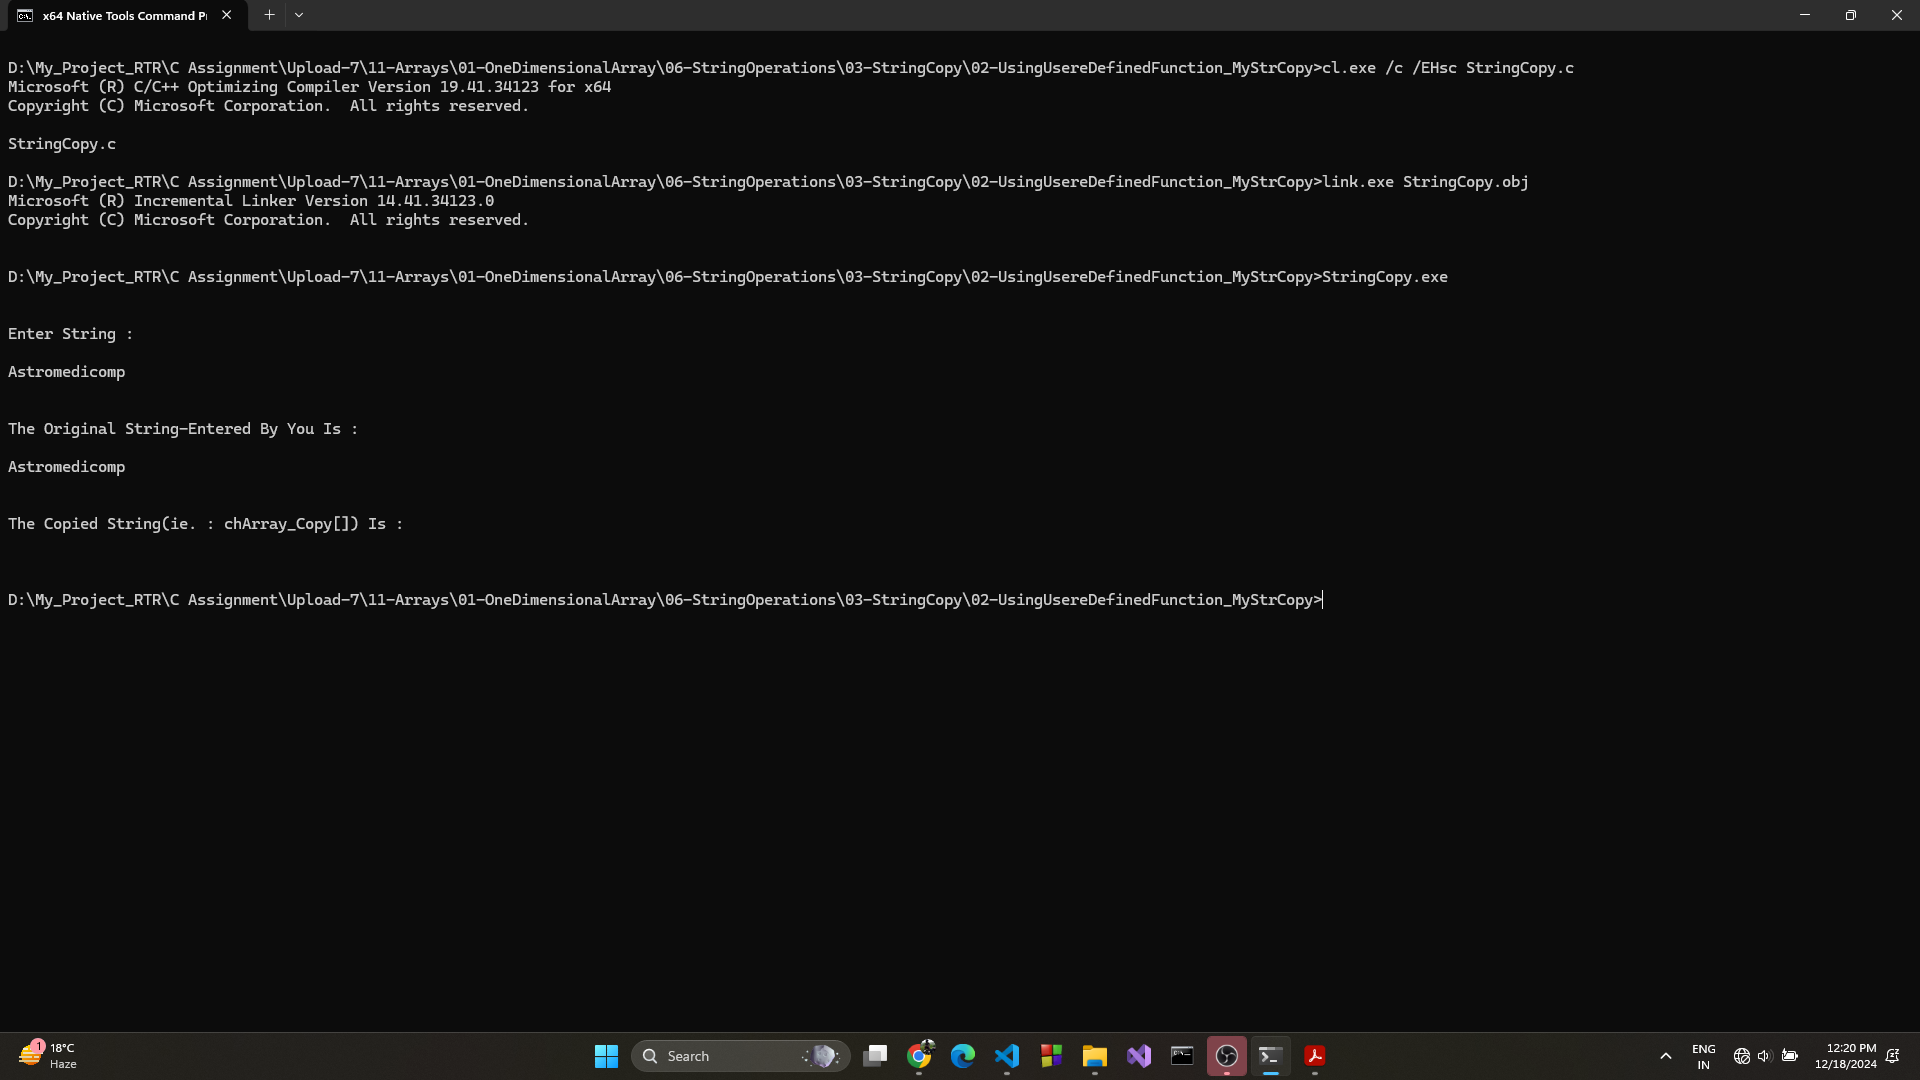 x64 Native Tools Command P
D:\My_Project_RTR\C Assignment\Upload-7\11-Arrays\01-OneDimensionalArray\06-StringOperations\03-StringCopy\02-UsingUsereDefinedFunction_MyStrCopy>cl.exe /c /EHsc StringCopy.c
Microsoft (R) C/C++ Optimizing Compiler Version 19.41.34123 for x64
Copyright (C) Microsoft Corporation.  All rights reserved.
StringCopy.c
D:\My_Project_RTR\C Assignment\Upload-7\11-Arrays\01-OneDimensionalArray\06-StringOperations\03-StringCopy\02-UsingUsereDefinedFunction_MyStrCopy>link.exe StringCopy.obj
Microsoft (R) Incremental Linker Version 14.41.34123.0
Copyright (C) Microsoft Corporation.  All rights reserved.
D:\My_Project_RTR\C Assignment\Upload-7\11-Arrays\01-OneDimensionalArray\06-StringOperations\03-StringCopy\02-UsingUsereDefinedFunction_MyStrCopy>StringCopy.exe
Enter String :
Astromedicomp
The Original String-Entered By You Is :
Astromedicomp
The Copied String(ie. : chArray_Copy[]) Is :
D:\My_Project_RTR\C Assignment\Upload-7\11-Arrays\01-OneDimensionalArray\06-StringOperations\03-StringCopy\02-UsingUsereDefinedFunction_MyStrCopy>
1
18°C
Haze
Search
ENG
IN
12:20 PM
12/18/2024